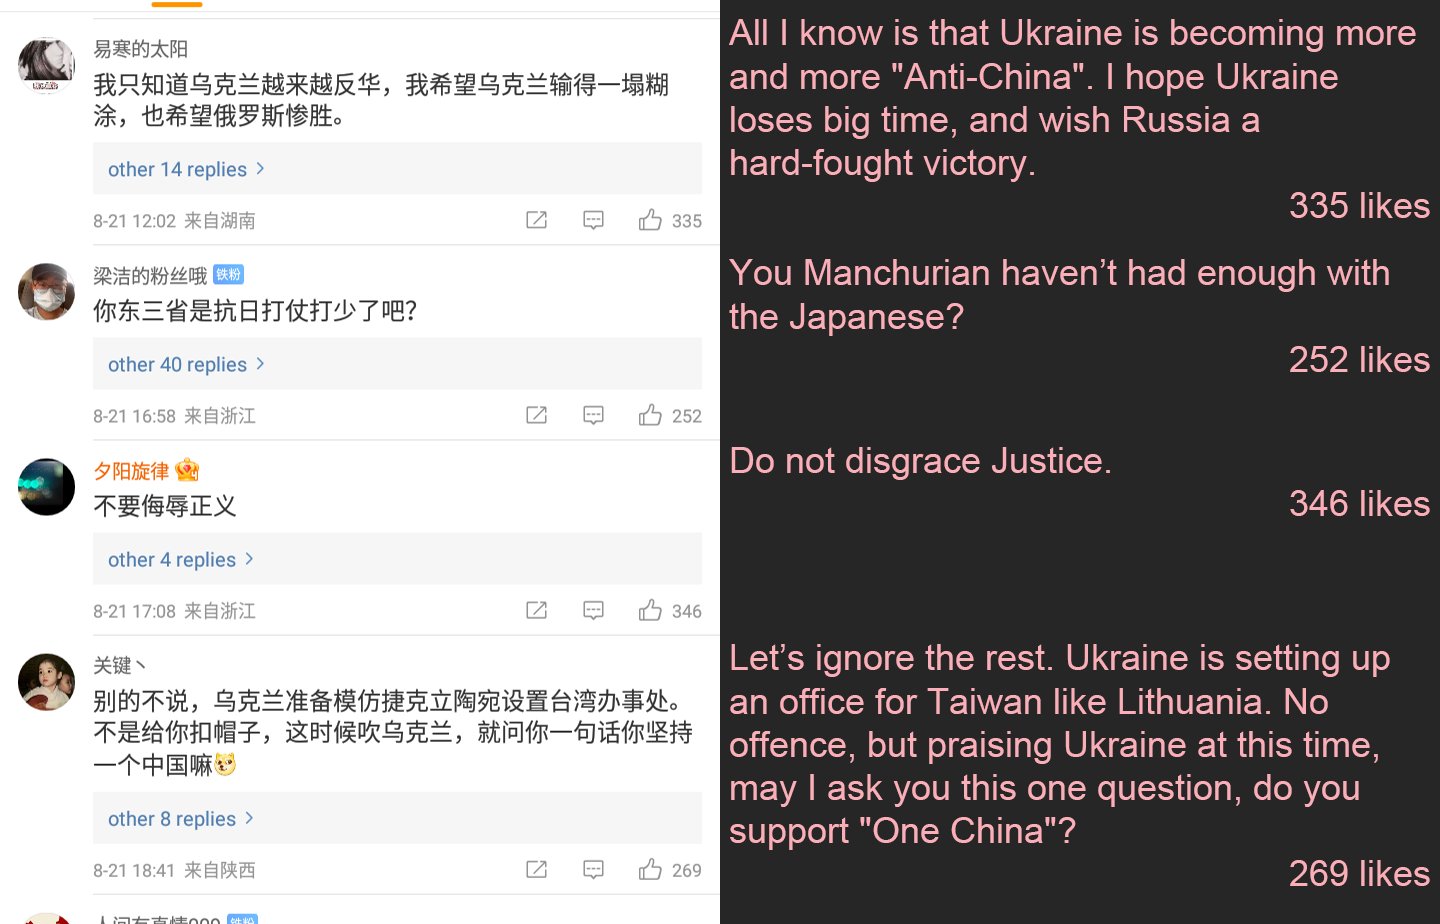 易寒的太阳
我只知道乌克兰越来越反华，我希望乌克兰输得一塌糊
涂，也希望俄罗斯惨胜。
other 14 replies >
8-21 12:02 来自湖南
335
梁洁的粉丝哦 铁粉
你东三省是抗日打仗打少了吧？
other 40 replies >
8-21 16:58 来自浙江
252
夕阳旋律
不要侮辱正义
other 4 replies >
8-21 17:08 来自浙江
346
关键丶
别的不说，乌克兰准备模仿捷克立陶宛设置台湾办事处。
不是给你扣帽子，这时候吹乌克兰，就问你一句话你坚持
一个中国嘛
other 8 replies >
8-21 18:41 来自陕西
269
人间有真情999 铁粉
All I know is that Ukraine is becoming more
and more "Anti-China". I hope Ukraine
loses big time, and wish Russia a
hard-fought victory.
335 likes
You Manchurian haven’t had enough with
the Japanese?
252 likes
Do not disgrace Justice.
346 likes
Let’s ignore the rest. Ukraine is setting up
an office for Taiwan like Lithuania. No
offence, but praising Ukraine at this time,
may I ask you this one question, do you
support "One China"?
269 likes